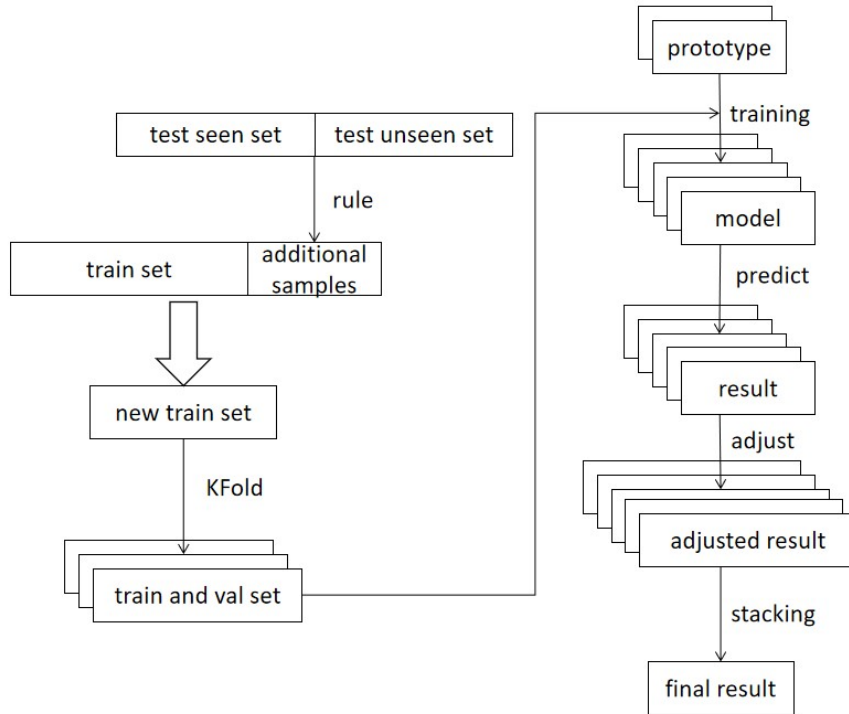 prototype
training
test seen set
test unseen set
rule
model
train set
additional
samples
predict
new train set
result
KFold
adjust
adjusted result
train and val set
stacking
final result